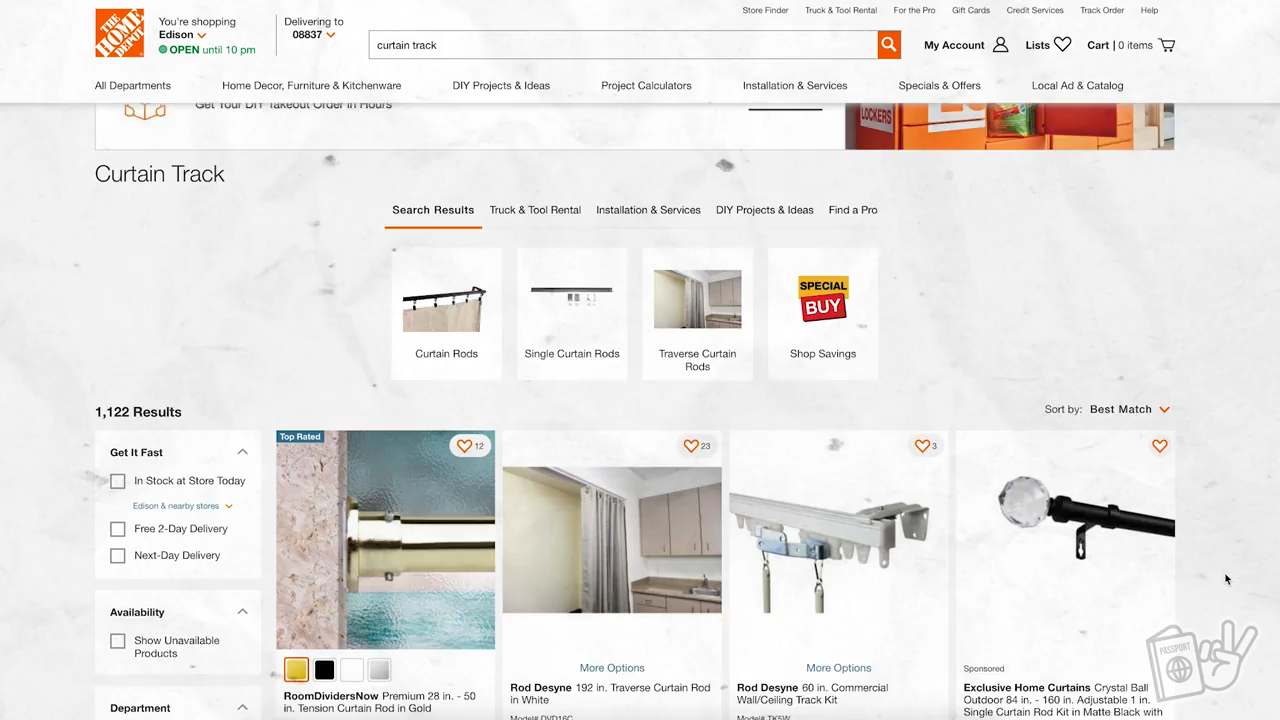 Store Finder
Truck & Tool Rental
For the Pro
Gift Cards
Credit Services
Track Order
Help
THE HOME DEPOT
You're shopping
Edison
OPEN until 10 pm
Delivering to
08837
curtain track
My Account
Lists
Cart | 0 items
All Departments
Home Decor, Furniture & Kitchenware
DIY Projects & Ideas
Project Calculators
Installation & Services
Specials & Offers
Local Ad & Catalog
Get Your DIY Takeout Order in Hours
LOCKERS
Curtain Track
Search Results
Truck & Tool Rental
Installation & Services
DIY Projects & Ideas
Find a Pro
Curtain Rods
Single Curtain Rods
Traverse Curtain
Rods
SPECIAL
BUY
Shop Savings
1,122 Results
Sort by: Best Match
Get It Fast
In Stock at Store Today
Edison & nearby stores
Free 2-Day Delivery
Next-Day Delivery
Availability
Show Unavailable
Products
Department
Top Rated
12
RoomDividersNow Premium 28 in. - 50
in. Tension Curtain Rod in Gold
23
More Options
Rod Desyne 192 in. Traverse Curtain Rod
in White
Model# DVD16C
3
More Options
Rod Desyne 60 in. Commercial
Wall/Ceiling Track Kit
Model# TK5W
Sponsored
Exclusive Home Curtains Crystal Ball
Outdoor 84 in. - 160 in. Adjustable 1 in.
Single Curtain Rod Kit in Matte Black with
PASSPORT